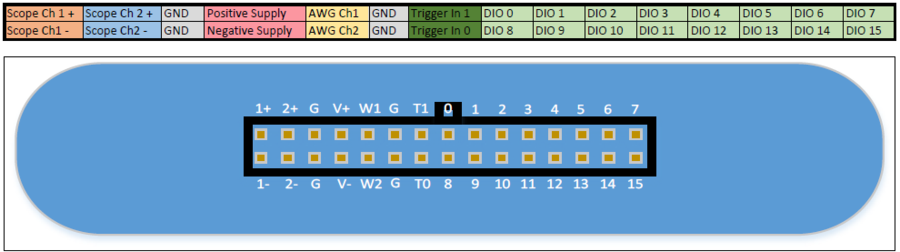 Scope Ch 1 + Scope Ch 2 + GND Positive Supply AWG Ch1 GND Trigger In 1 DIO 0 DIO 1 DIO 2 DIO 3 DIO 4 DIO 5 DIO 6 DIO 7
Scope Ch1 - Scope Ch2 - GND Negative Supply AWG Ch2 GND Trigger In 0 DIO 8 DIO 9 DIO 10 DIO 11 DIO 12 DIO 13 DIO 14 DIO 15
1+ 2+ G V+ W1 G T1 0 1 2 3 4 5 6 7
1- 2- G V- W2 G T0 8 9 10 11 12 13 14 15